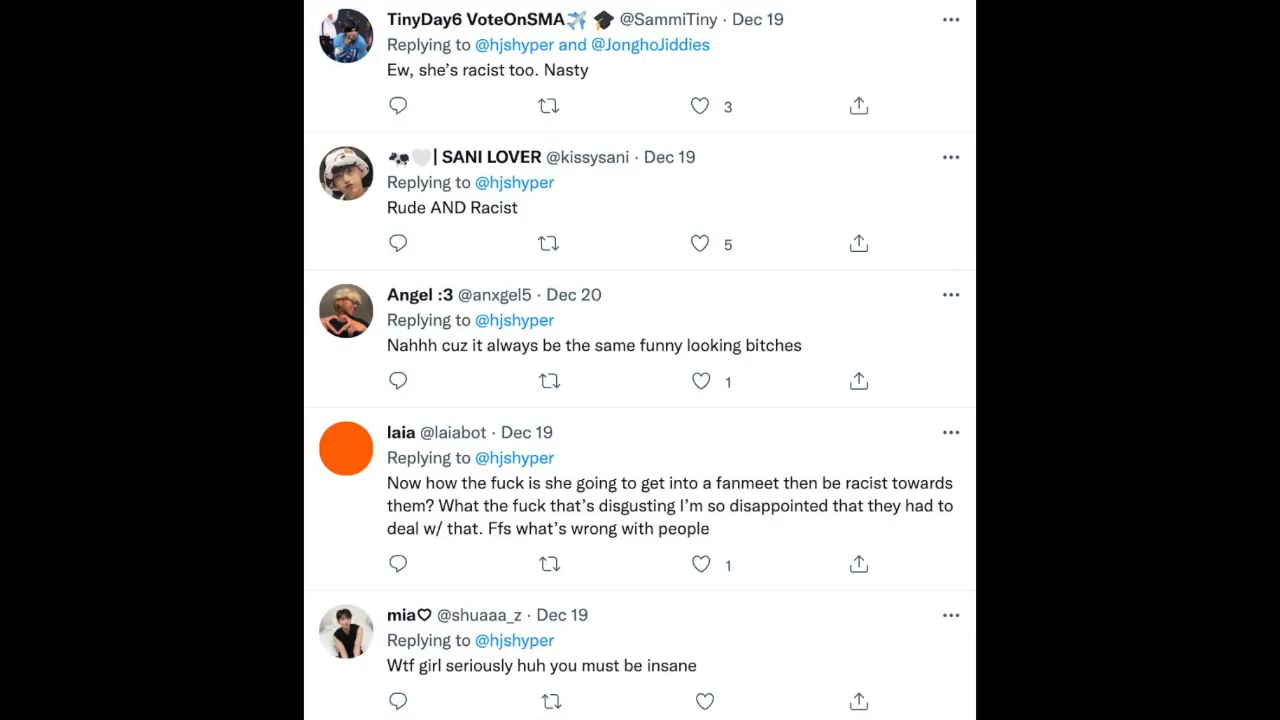 TinyDay6 VoteOnSMA✈️ 🎓 @SammiTiny · Dec 19
Replying to @hjshyper and @JonghoJiddies
Ew, she's racist too. Nasty
3
🐄🤍| SANI LOVER @kissysani · Dec 19
Replying to @hjshyper
Rude AND Racist
5
Angel :3 @anxgel5 · Dec 20
Replying to @hjshyper
Nahhh cuz it always be the same funny looking bitches
1
laia @laiabot · Dec 19
Replying to @hjshyper
Now how the fuck is she going to get into a fanmeet then be racist towards
them? What the fuck that's disgusting I'm so disappointed that they had to
deal w/ that. Ffs what's wrong with people
1
mia♡ @shuaaa_z · Dec 19
Replying to @hjshyper
Wtf girl seriously huh you must be insane